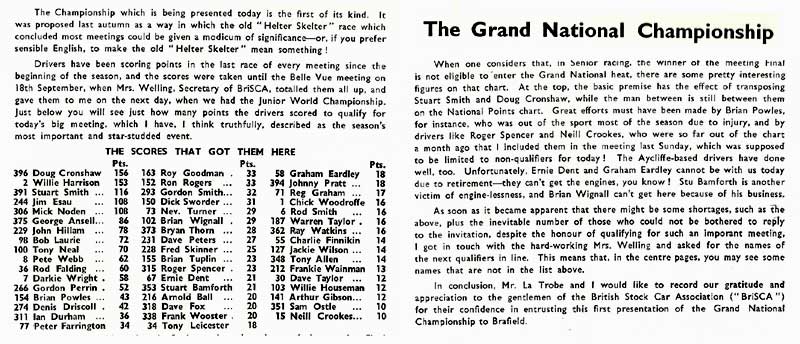 The Championship which is being presented today is the first of its kind. It
was proposed last autumn as a way in which the old "Helter Skelter" race which
concluded most meetings could be given a modicum of significance—or, if you prefer
sensible English, to make the old "Helter Skelter" mean something!
Drivers have been scoring points in the last race of every meeting since the
beginning of the season, and the scores were taken until the Belle Vue meeting on
18th September, when Mrs. Welling, Secretary of BriSCA, totalled them all up, and
gave them to me on the next day, when we had the Junior World Championship.
Just below you will see just how many points the drivers scored to qualify for
today's big meeting, which I have, I think truthfully, described as the season's
most important and star-studded event.
THE SCORES THAT GOT THEM HERE
Pts. Pts. Pts.
396 Doug Cronshaw 156 163 Roy Goodman . 33 58 Graham Eardley 18
2 Willie Harrison 153 152 Ron Rogers ... 33 394 Johnny Pratt ... 18
391 Stuart Smith ... 116 293 Gordon Smith... 32 71 Reg Graham ... 17
244 Jim Esau ... 108 150 Dick Sworder ... 31 1 Chick Woodroffe 16
306 Mick Noden ... 108 73 Nev. Turner ... 29 6 Rod Smith ... 16
375 George Ansell... 86 102 Brian Wignall . 29 187 Warren Taylor . 16
229 John Hillam ... 78 373 Bryan Thorn ... 28 362 Ray Watkins ... 16
98 Bob Laurie ... 72 231 Dave Peters ... 27 55 Charlie Finnikin 14
100 Tony Neal ... 70 228 Fred Skinner ... 25 127 Jackie Wilson ... 14
8 Pete Webb ... 62 155 Brian Tuplin ... 23 348 Tony Allen ... 14
36 Rod Falding ... 60 315 Roger Spencer . 23 212 Frankie Wainman 13
7 Darkie Wright . 58 67 Ernie Dent ... 21 30 Dave Taylor ... 12
266 Gordon Perrin . 52 353 Stuart Bamforth 21 103 Willie Houseman 12
154 Brian Powles ... 43 216 Arnold Ball ... 20 141 Arthur Gibson... 12
274 Denis Driscoll . 42 318 Dave Fox ... 20 351 Sam Ostle ... 10
311 Ian Durham ... 36 338 Frank Wooster . 20 15 Neill Crookes... 10
77 Peter Farrington 34 34 Tony Leicester 18
The Grand National Championship
When one considers that, in Senior racing, the winner of the meeting Final
is not eligible to enter the Grand National heat, there are some pretty interesting
figures on that chart. At the top, the basic premise has the effect of transposing
Stuart Smith and Doug Cronshaw, while the man between is still between them
on the National Points chart. Great efforts must have been made by Brian Powles,
for instance, who was out of the sport most of the season due to injury, and by
drivers like Roger Spencer and Neill Crookes, who were so far out of the chart
a month ago that I included them in the meeting last Sunday, which was supposed
to be limited to non-qualifiers for today! The Aycliffe-based drivers have done
well, too. Unfortunately, Ernie Dent and Graham Eardley cannot be with us today
due to retirement—they can't get the engines, you know! Stu Bamforth is another
victim of engine-lessness, and Brian Wignall can't get here because of his business.
As soon as it became apparent that there might be some shortages, such as the
above, plus the inevitable number of those who could not be bothered to reply
to the invitation, despite the honour of qualifying for such an imporant meeting,
I got in touch with the hard-working Mrs. Welling and asked for the names of
the next qualifiers in line. This means that, in the centre pages, you may see some
names that are not in the list above.
In conclusion, Mr. La Trobe and I would like to record our gratitude and
appreciation to the gentlemen of the British Stock Car Association ("BriSCA")
for their confidence in entrusting this first presentation of the Grand National
Championship to Brafield.